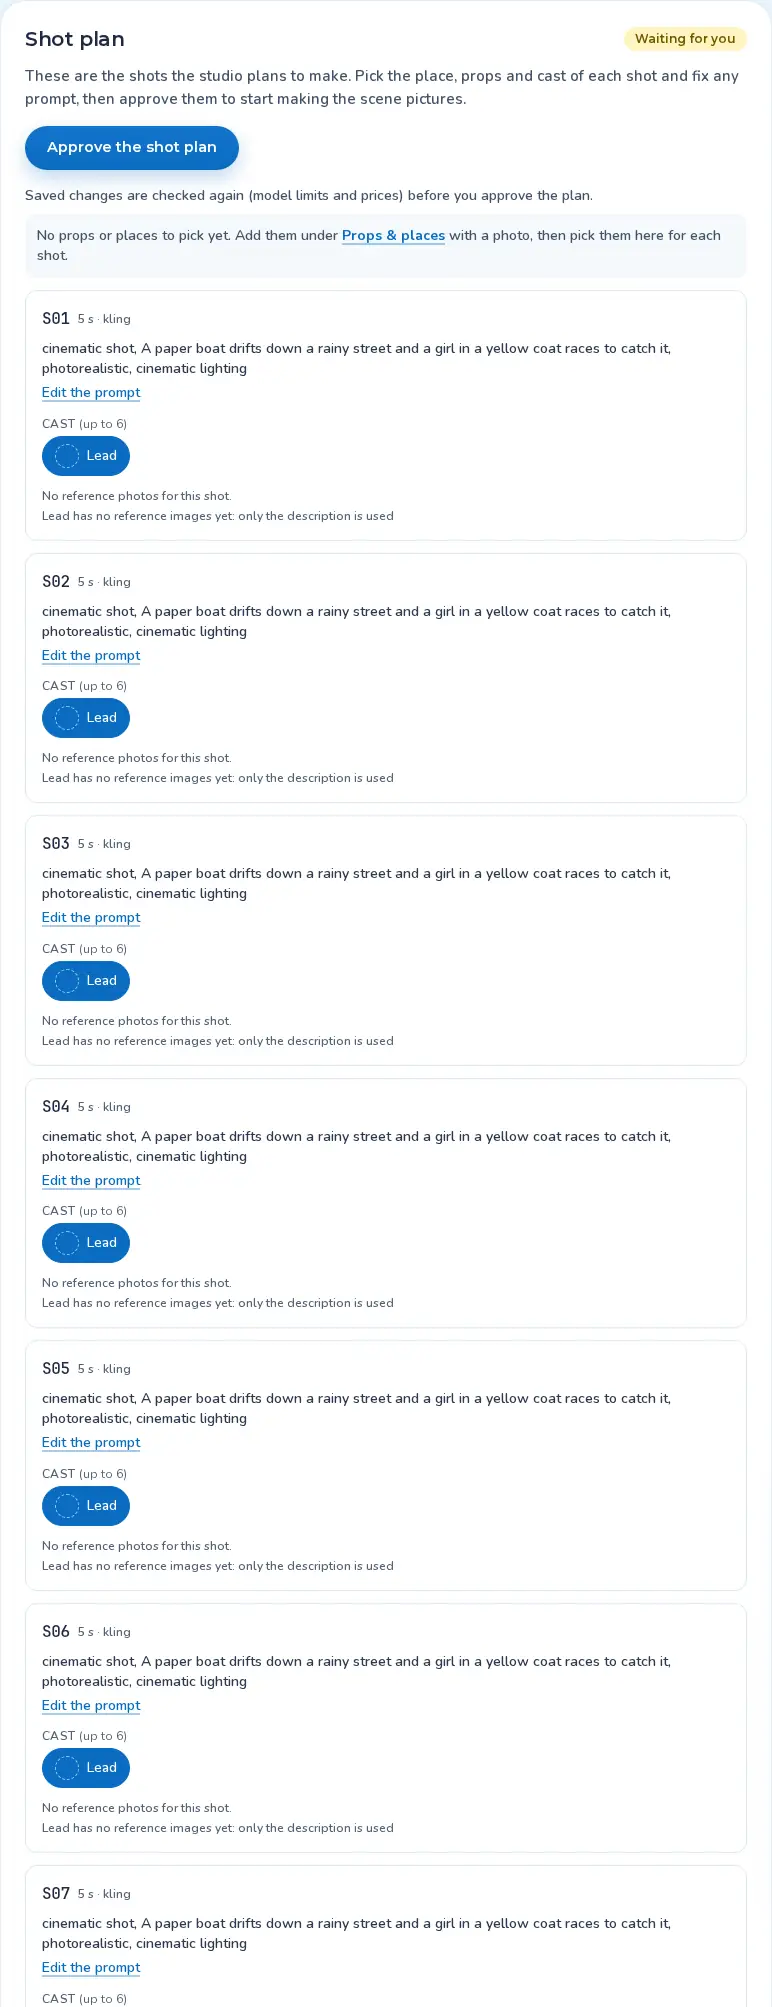 Shot plan
Waiting for you
These are the shots the studio plans to make. Pick the place, props and cast of each shot and fix any
prompt, then approve them to start making the scene pictures.
Approve the shot plan
Saved changes are checked again (model limits and prices) before you approve the plan.
No props or places to pick yet. Add them under Props & places with a photo, then pick them here for each
shot.
S01 5 s · kling
cinematic shot, A paper boat drifts down a rainy street and a girl in a yellow coat races to catch it,
photorealistic, cinematic lighting
Edit the prompt
CAST (up to 6)
Lead
No reference photos for this shot.
Lead has no reference images yet: only the description is used
S02 5 s · kling
cinematic shot, A paper boat drifts down a rainy street and a girl in a yellow coat races to catch it,
photorealistic, cinematic lighting
Edit the prompt
CAST (up to 6)
Lead
No reference photos for this shot.
Lead has no reference images yet: only the description is used
S03 5 s · kling
cinematic shot, A paper boat drifts down a rainy street and a girl in a yellow coat races to catch it,
photorealistic, cinematic lighting
Edit the prompt
CAST (up to 6)
Lead
No reference photos for this shot.
Lead has no reference images yet: only the description is used
S04 5 s · kling
cinematic shot, A paper boat drifts down a rainy street and a girl in a yellow coat races to catch it,
photorealistic, cinematic lighting
Edit the prompt
CAST (up to 6)
Lead
No reference photos for this shot.
Lead has no reference images yet: only the description is used
S05 5 s · kling
cinematic shot, A paper boat drifts down a rainy street and a girl in a yellow coat races to catch it,
photorealistic, cinematic lighting
Edit the prompt
CAST (up to 6)
Lead
No reference photos for this shot.
Lead has no reference images yet: only the description is used
S06 5 s · kling
cinematic shot, A paper boat drifts down a rainy street and a girl in a yellow coat races to catch it,
photorealistic, cinematic lighting
Edit the prompt
CAST (up to 6)
Lead
No reference photos for this shot.
Lead has no reference images yet: only the description is used
S07 5 s · kling
cinematic shot, A paper boat drifts down a rainy street and a girl in a yellow coat races to catch it,
photorealistic, cinematic lighting
Edit the prompt
CAST (up to 6)